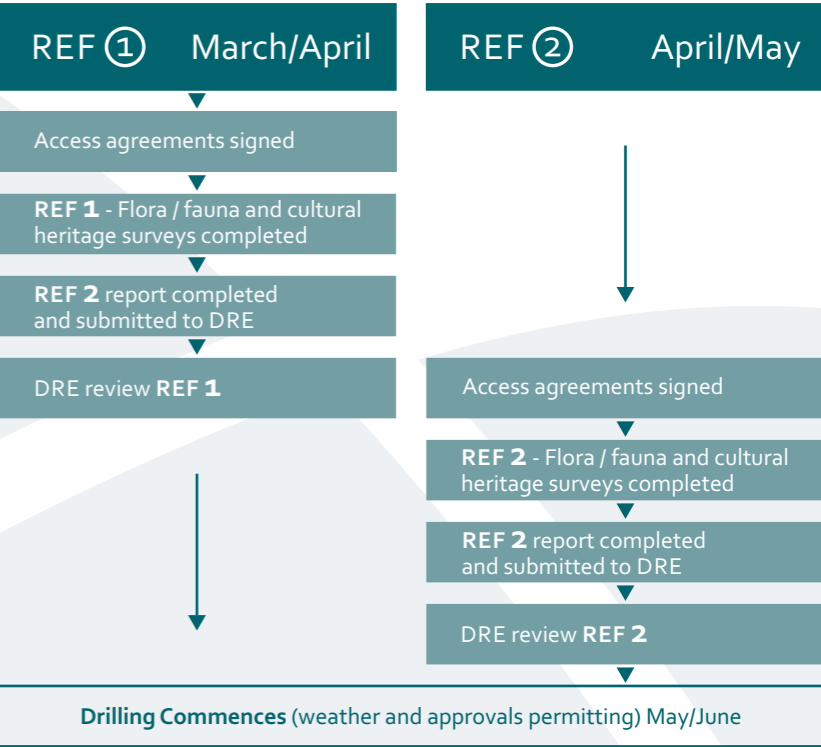 REF 1 March/April
Access agreements signed
REF 1 - Flora / fauna and cultural
heritage surveys completed
REF 2 report completed
and submitted to DRE
DRE review REF 1
REF 2 April/May
Access agreements signed
REF 2 - Flora / fauna and cultural
heritage surveys completed
REF 2 report completed
and submitted to DRE
DRE review REF 2
Drilling Commences (weather and approvals permitting) May/June